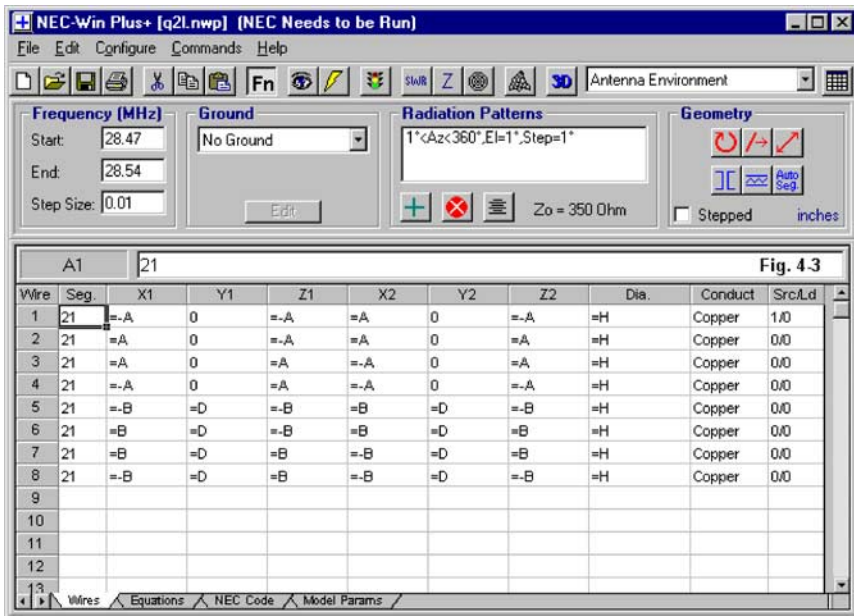 NEC-Win Plus+ [q2l.nwp] (NEC Needs to be Run)
File Edit Configure Commands Help
Fn SWR Z 3D Antenna Environment
Frequency (MHz) Ground Radiation Patterns Geometry
Start: 28.47 No Ground 1°<Az<360°,El=1°,Step=1°
End: 28.54
Step Size: 0.01 Edit Zo = 350 Ohm Auto Seg. Stepped inches
A1 21 Fig. 4-3
Wire Seg. X1 Y1 Z1 X2 Y2 Z2 Dia. Conduct Src/Ld
1 21 =-A 0 =-A =A 0 =-A =H Copper 1/0
2 21 =A 0 =-A =A 0 =A =H Copper 0/0
3 21 =A 0 =A =-A 0 =A =H Copper 0/0
4 21 =-A 0 =A =-A 0 =-A =H Copper 0/0
5 21 =-B =D =-B =B =D =-B =H Copper 0/0
6 21 =B =D =-B =B =D =B =H Copper 0/0
7 21 =B =D =B =-B =D =B =H Copper 0/0
8 21 =-B =D =B =-B =D =-B =H Copper 0/0
9
10
11
12
13
Wires Equations NEC Code Model Params